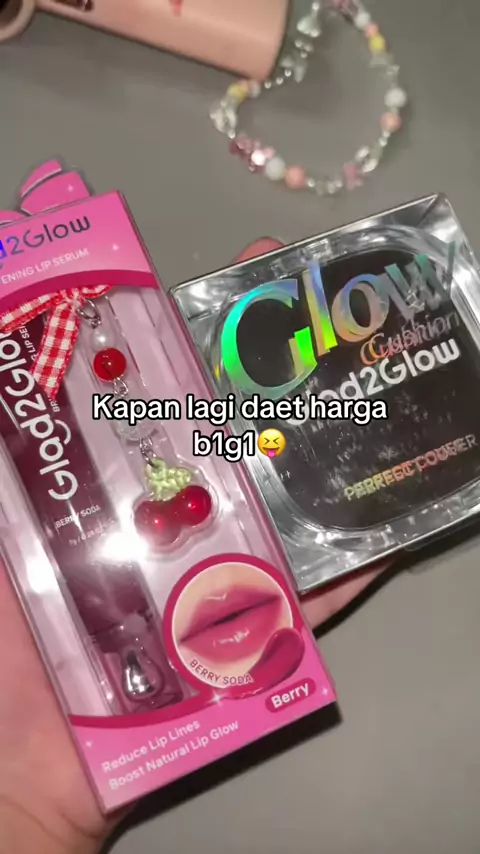 d2Glow
ENING LIP SERUM
Glow
Cushion
Glad2Glow
PERFECT
Kapan lagi daet harga
b1g1😝
Glad2Glow
BERRY SODA
BERRY SODA
Berry
Reduce Lip Lines
Boost Natural Lip Glow